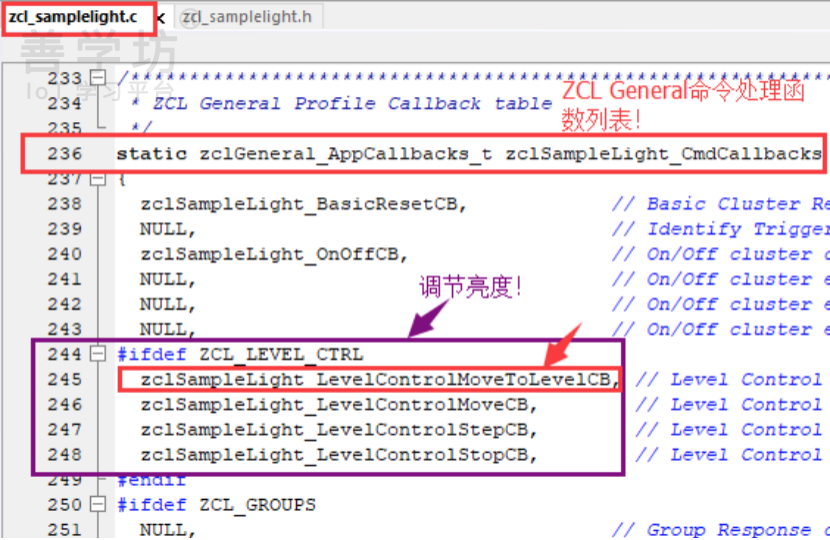 zcl_samplelight.c × zcl_samplelight.h
善学坊
IoT 学习平台
233 /****************************************************
234 * ZCL General Profile Callback table
ZCL General命令处理函
数列表!
235 */
236 static zclGeneral_AppCallbacks_t zclSampleLight_CmdCallbacks
237 {
238 zclSampleLight_BasicResetCB, // Basic Cluster Re
239 NULL, // Identify Trigger
240 zclSampleLight_OnOffCB, // On/Off cluster c
241 NULL, // On/Off cluster e
242 NULL, // On/Off cluster e
243 NULL, // On/Off cluster e
调节亮度!
244 #ifdef ZCL_LEVEL_CTRL
245 zclSampleLight_LevelControlMoveToLevelCB, // Level Control
246 zclSampleLight_LevelControlMoveCB, // Level Control
247 zclSampleLight_LevelControlStepCB, // Level Control
248 zclSampleLight_LevelControlStopCB, // Level Control
249 #endif
250 #ifdef ZCL_GROUPS
251 NULL, // Group Response c